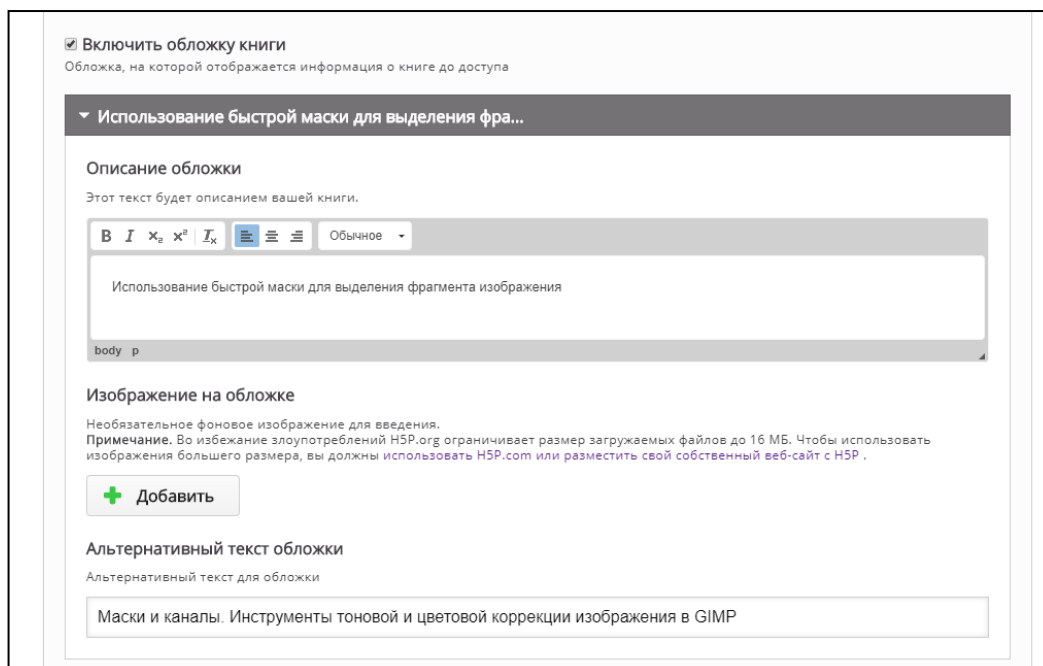 Включить обложку книги
Обложка, на которой отображается информация о книге до доступа
Использование быстрой маски для выделения фра...
Описание обложки
Этот текст будет описанием вашей книги.
B I ×₂ ×² Tx Обычное
Использование быстрой маски для выделения фрагмента изображения
body p
Изображение на обложке
Необязательное фоновое изображение для введения.
Примечание. Во избежание злоупотреблений H5P.org ограничивает размер загружаемых файлов до 16 МБ. Чтобы использовать
изображения большего размера, вы должны использовать H5P.com или разместить свой собственный веб-сайт с H5P .
Добавить
Альтернативный текст обложки
Альтернативный текст для обложки
Маски и каналы. Инструменты тоновой и цветовой коррекции изображения в GIMP